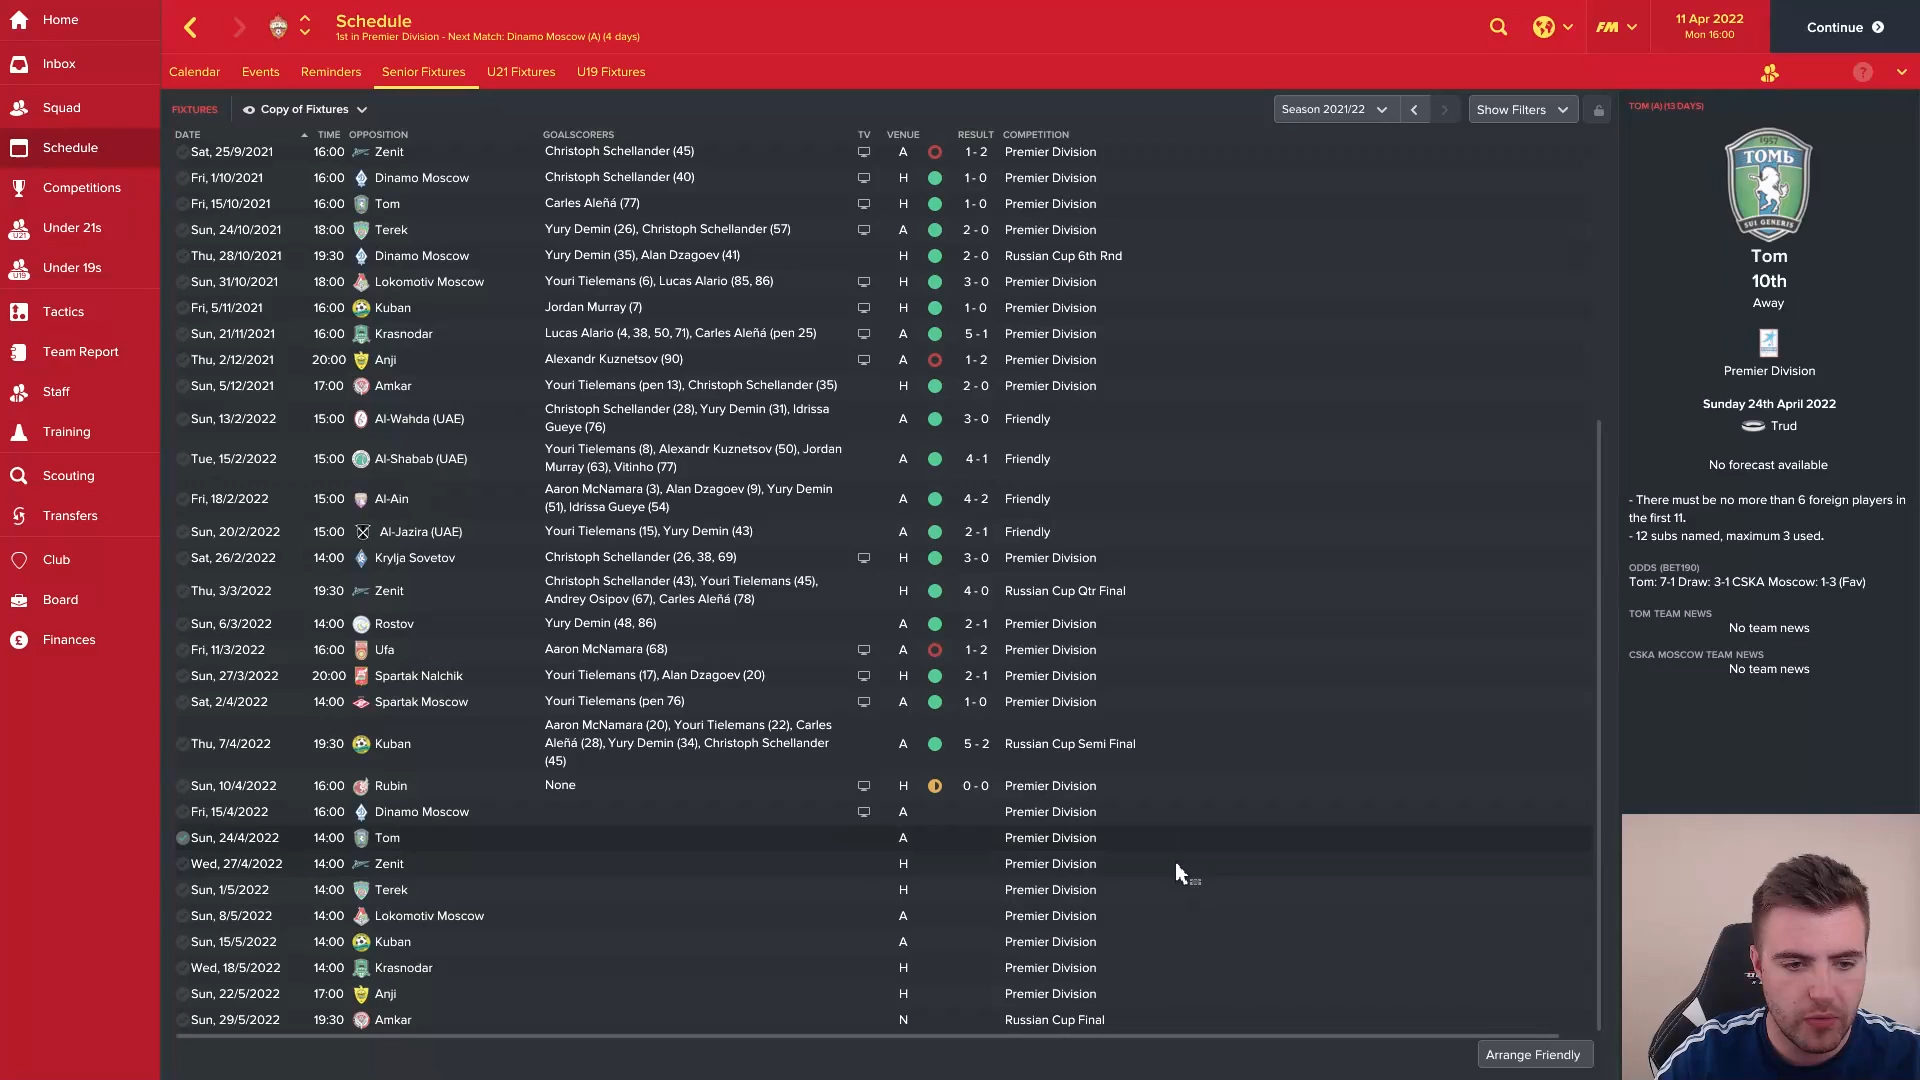 Home
Inbox
Squad
Schedule
Competitions
Under 21s
Under 19s
Tactics
Team Report
Staff
Training
Scouting
Transfers
Club
Board
Finances
Schedule
1st in Premier Division - Next Match: Dinamo Moscow (A) (4 days)
FM
11 Apr 2022
Mon 16:00
Continue
Calendar Events Reminders Senior Fixtures U21 Fixtures U19 Fixtures
FIXTURES Copy of Fixtures Season 2021/22 Show Filters
DATE TIME OPPOSITION GOALSCORERS TV VENUE RESULT COMPETITION
Sat, 25/9/2021 16:00 Zenit Christoph Schellander (45) A 1 - 2 Premier Division
Fri, 1/10/2021 16:00 Dinamo Moscow Christoph Schellander (40) H 1 - 0 Premier Division
Fri, 15/10/2021 16:00 Tom Carles Aleñá (77) H 1 - 0 Premier Division
Sun, 24/10/2021 18:00 Terek Yury Demin (26), Christoph Schellander (57) A 2 - 0 Premier Division
Thu, 28/10/2021 19:30 Dinamo Moscow Yury Demin (35), Alan Dzagoev (41) H 2 - 0 Russian Cup 6th Rnd
Sun, 31/10/2021 18:00 Lokomotiv Moscow Youri Tielemans (6), Lucas Alario (85, 86) H 3 - 0 Premier Division
Fri, 5/11/2021 16:00 Kuban Jordan Murray (7) H 1 - 0 Premier Division
Sun, 21/11/2021 16:00 Krasnodar Lucas Alario (4, 38, 50, 71), Carles Aleñá (pen 25) A 5 - 1 Premier Division
Thu, 2/12/2021 20:00 Anji Alexandr Kuznetsov (90) A 1 - 2 Premier Division
Sun, 5/12/2021 17:00 Amkar Youri Tielemans (pen 13), Christoph Schellander (35) H 2 - 0 Premier Division
Sun, 13/2/2022 15:00 Al-Wahda (UAE) Christoph Schellander (28), Yury Demin (31), Idrissa
Gueye (76) A 3 - 0 Friendly
Tue, 15/2/2022 15:00 Al-Shabab (UAE) Youri Tielemans (8), Alexandr Kuznetsov (50), Jordan
Murray (63), Vitinho (77) A 4 - 1 Friendly
Fri, 18/2/2022 15:00 Al-Ain Aaron McNamara (3), Alan Dzagoev (9), Yury Demin
(51), Idrissa Gueye (54) A 4 - 2 Friendly
Sun, 20/2/2022 15:00 Al-Jazira (UAE) Youri Tielemans (15), Yury Demin (43) A 2 - 1 Friendly
Sat, 26/2/2022 14:00 Krylja Sovetov Christoph Schellander (26, 38, 69) H 3 - 0 Premier Division
Thu, 3/3/2022 19:30 Zenit Christoph Schellander (43), Youri Tielemans (45),
Andrey Osipov (67), Carles Aleñá (78) H 4 - 0 Russian Cup Qtr Final
Sun, 6/3/2022 14:00 Rostov Yury Demin (48, 86) A 2 - 1 Premier Division
Fri, 11/3/2022 16:00 Ufa Aaron McNamara (68) A 1 - 2 Premier Division
Sun, 27/3/2022 20:00 Spartak Nalchik Youri Tielemans (17), Alan Dzagoev (20) H 2 - 1 Premier Division
Sat, 2/4/2022 14:00 Spartak Moscow Youri Tielemans (pen 76) A 1 - 0 Premier Division
Thu, 7/4/2022 19:30 Kuban Aaron McNamara (20), Youri Tielemans (22), Carles
Aleñá (28), Yury Demin (34), Christoph Schellander
(45) A 5 - 2 Russian Cup Semi Final
Sun, 10/4/2022 16:00 Rubin None H 0 - 0 Premier Division
Fri, 15/4/2022 16:00 Dinamo Moscow A Premier Division
Sun, 24/4/2022 14:00 Tom A Premier Division
Wed, 27/4/2022 14:00 Zenit H Premier Division
Sun, 1/5/2022 14:00 Terek H Premier Division
Sun, 8/5/2022 14:00 Lokomotiv Moscow A Premier Division
Sun, 15/5/2022 14:00 Kuban A Premier Division
Wed, 18/5/2022 14:00 Krasnodar H Premier Division
Sun, 22/5/2022 17:00 Anji H Premier Division
Sun, 29/5/2022 19:30 Amkar N Russian Cup Final
Arrange Friendly
TOM (A) (13 DAYS)
1957
ТОМЬ
SUI GENERIS
Tom
10th
Away
Premier Division
Sunday 24th April 2022
Trud
No forecast available
- There must be no more than 6 foreign players in
the first 11.
- 12 subs named, maximum 3 used.
ODDS (BET190)
Tom: 7-1 Draw: 3-1 CSKA Moscow: 1-3 (Fav)
TOM TEAM NEWS
No team news
CSKA MOSCOW TEAM NEWS
No team news